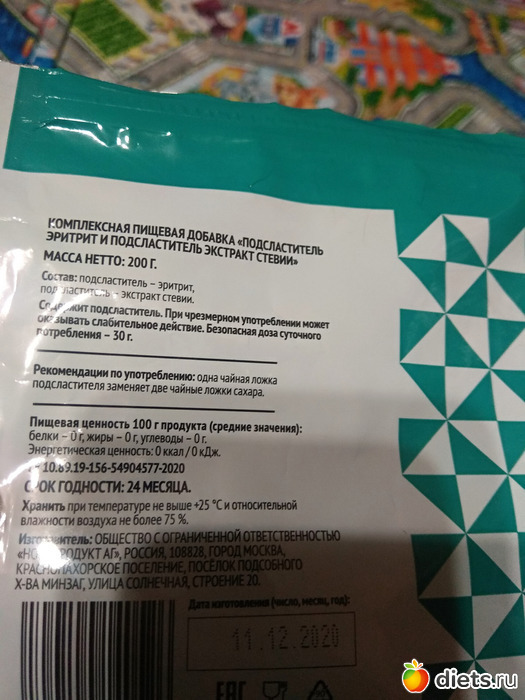 КОМПЛЕКСНАЯ ПИЩЕВАЯ ДОБАВКА «ПОДСЛАСТИТЕЛЬ
ЭРИТРИТ И ПОДСЛАСТИТЕЛЬ ЭКСТРАКТ СТЕВИИ»
МАССА НЕТТО: 200 Г.
Состав: подсластитель – эритрит,
подсластитель – экстракт стевии.
Содержит подсластитель. При чрезмерном употреблении может
оказывать слабительное действие. Безопасная доза суточного
потребления – 30 г.
Рекомендации по употреблению: одна чайная ложка
подсластителя заменяет две чайные ложки сахара.
Пищевая ценность 100 г продукта (средние значения):
белки – 0 г, жиры – 0 г, углеводы – 0 г.
Энергетическая ценность: 0 ккал / 0 кДж.
10.89.19-156-54904577-2020
СРОК ГОДНОСТИ: 24 МЕСЯЦА.
Хранить при температуре не выше +25 °С и относительной
влажности воздуха не более 75 %.
Изготовитель: ОБЩЕСТВО С ОГРАНИЧЕННОЙ ОТВЕТСТВЕННОСТЬЮ
«НОВАПРОДУКТ АГ», РОССИЯ, 108828, ГОРОД МОСКВА,
КРАСНОПАХОРСКОЕ ПОСЕЛЕНИЕ, ПОСЁЛОК ПОДСОБНОГО
Х-ВА МИНЗАГ, УЛИЦА СОЛНЕЧНАЯ, СТРОЕНИЕ 20.
Дата изготовления (число, месяц, год):
11.12.2020
EAC
diets.ru